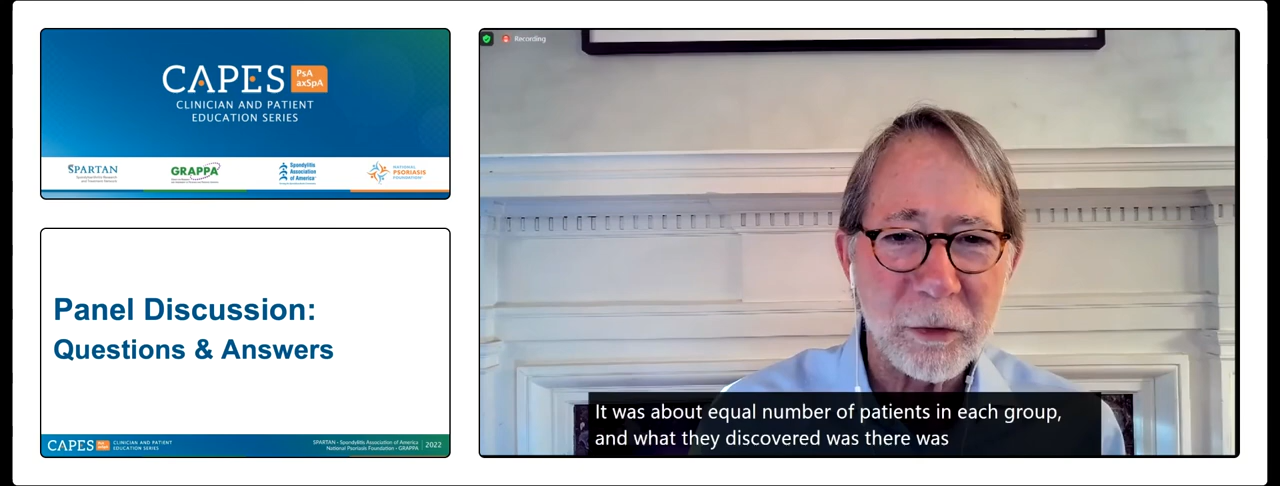 CAPES
PsA
axSpA
CLINICIAN AND PATIENT
EDUCATION SERIES
SPARTAN
GRAPPA
Spondylitis
Association
of America
NATIONAL
PSORIASIS
FOUNDATION
Panel Discussion:
Questions & Answers
CAPES
CLINICIAN AND PATIENT
EDUCATION SERIES
SPARTAN • Spondylitis Association of America
National Psoriasis Foundation • GRAPPA
2022
Recording
It was about equal number of patients in each group,
and what they discovered was there was